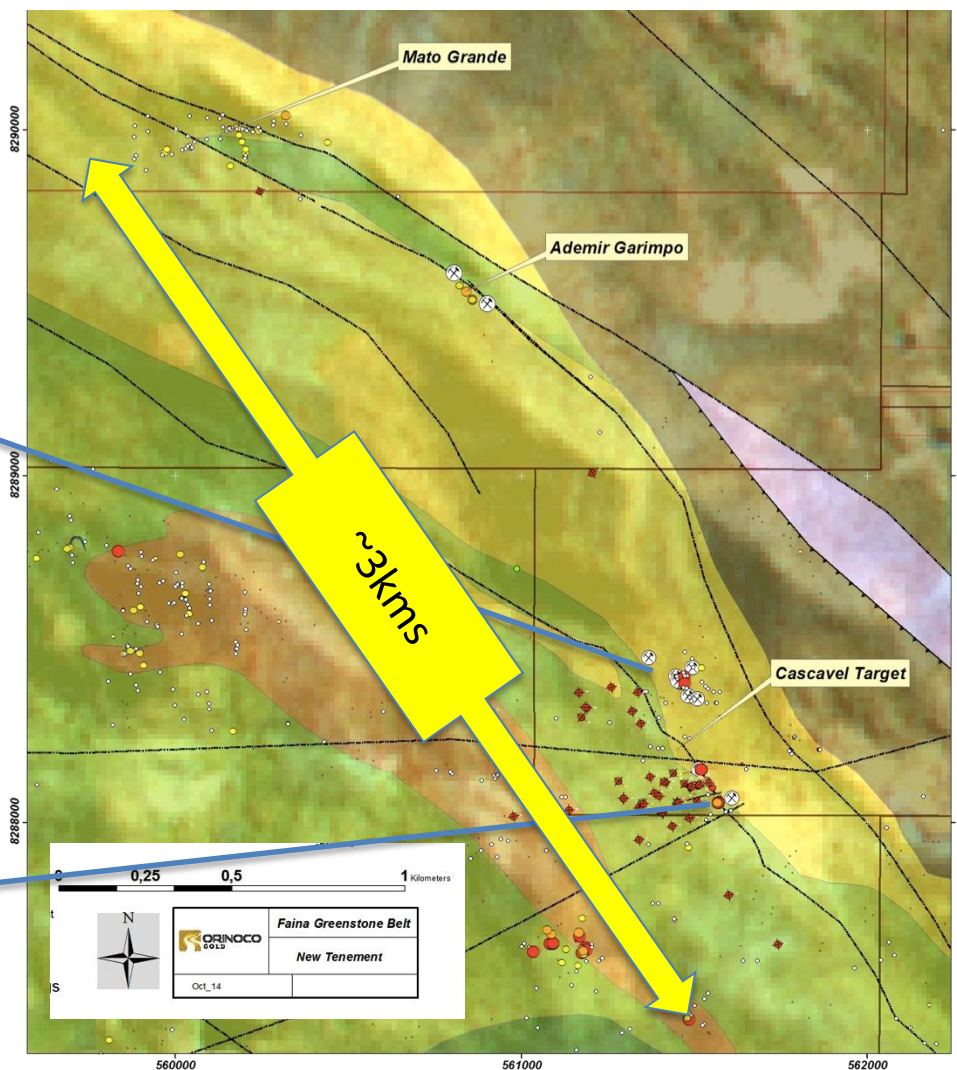 Mato Grande
8290000
Ademir Garimpo
8289000
~3kms
Cascavel Target
8288000
0 0,25 0,5 1 Kilometers
t
N
ORINOCO
GOLD
Faina Greenstone Belt
New Tenement
Oct_14
IS
560000 561000 562000